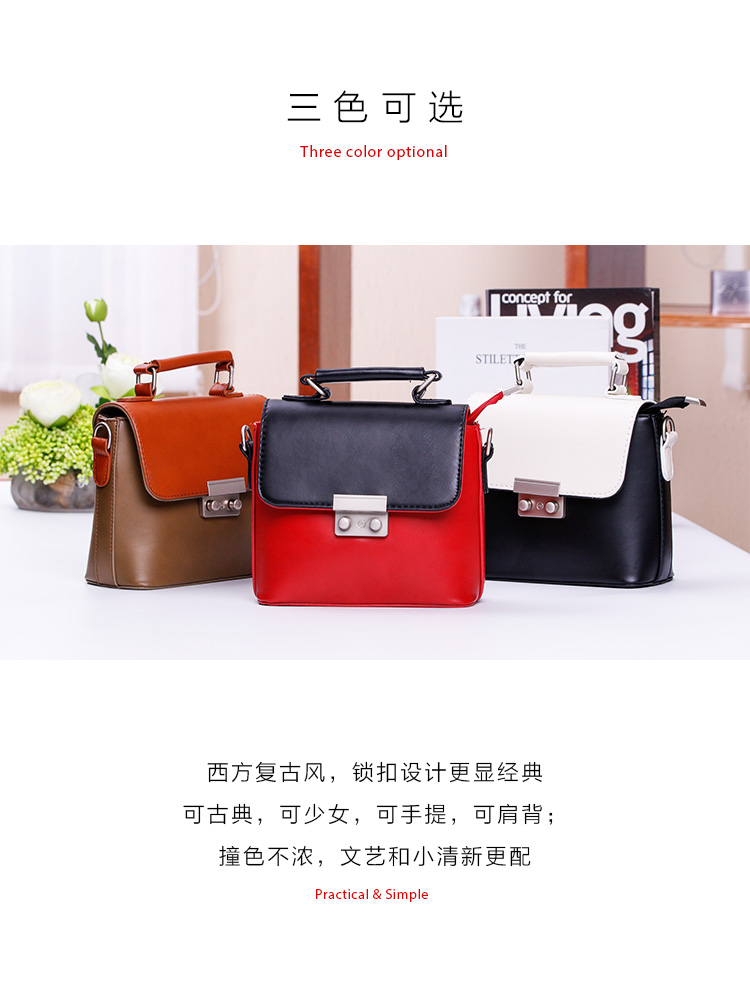 三色可选
Three color optional
concept for
Living
THE
STILETT
西方复古风，锁扣设计更显经典
可古典，可少女，可手提，可肩背；
撞色不浓，文艺和小清新更配
Practical & Simple